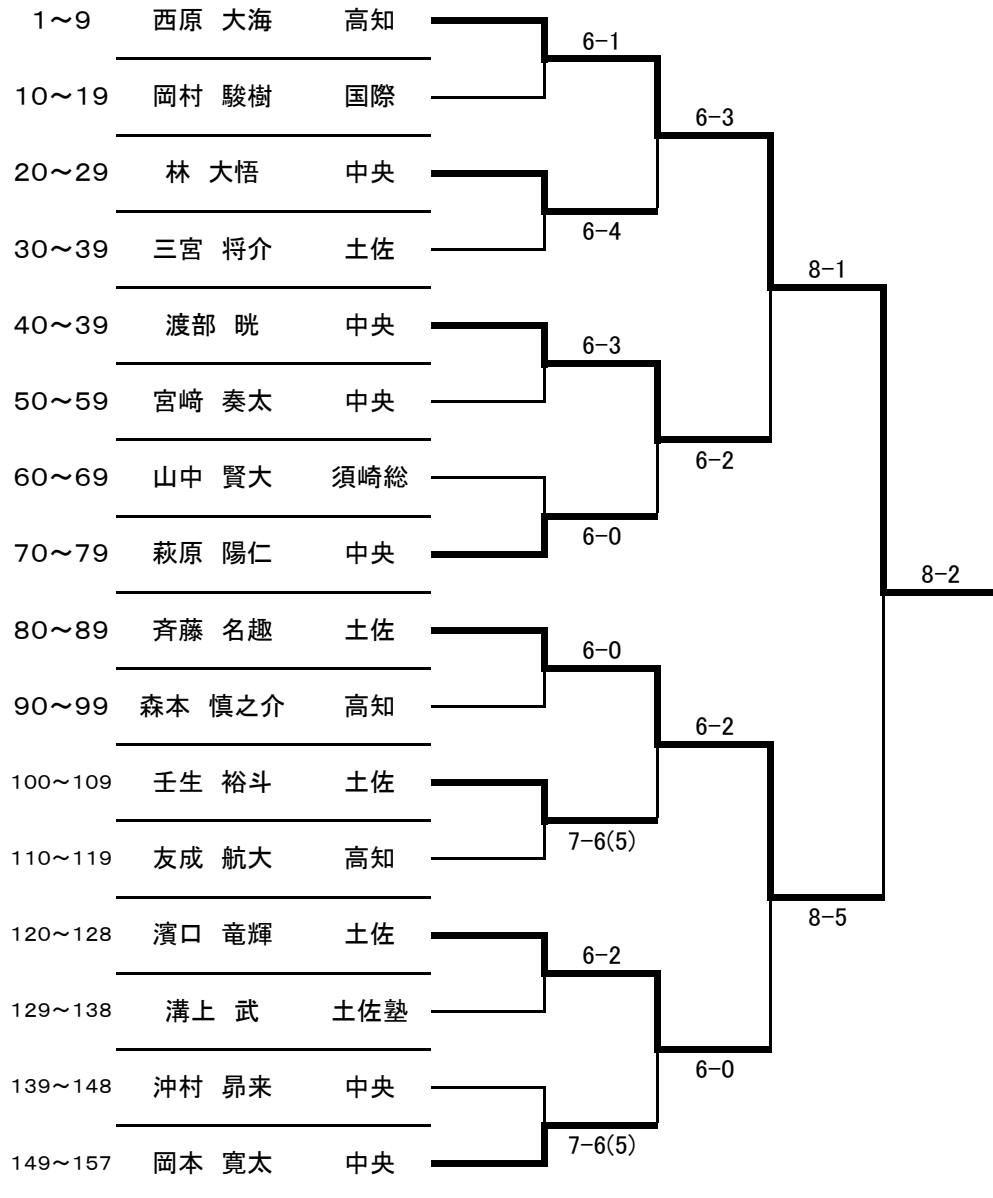 1～9 西原 大海 高知
6-1
10～19 岡村 駿樹 国際
6-3
20～29 林 大悟 中央
6-4
30～39 三宮 将介 土佐
8-1
40～39 渡部 晄 中央
6-3
50～59 宮﨑 奏太 中央
6-2
60～69 山中 賢大 須崎総
6-0
70～79 萩原 陽仁 中央
8-2
80～89 斉藤 名趣 土佐
6-0
90～99 森本 慎之介 高知
6-2
100～109 壬生 裕斗 土佐
7-6(5)
110～119 友成 航大 高知
8-5
120～128 濱口 竜輝 土佐
6-2
129～138 溝上 武 土佐塾
6-0
139～148 沖村 昴来 中央
7-6(5)
149～157 岡本 寛太 中央